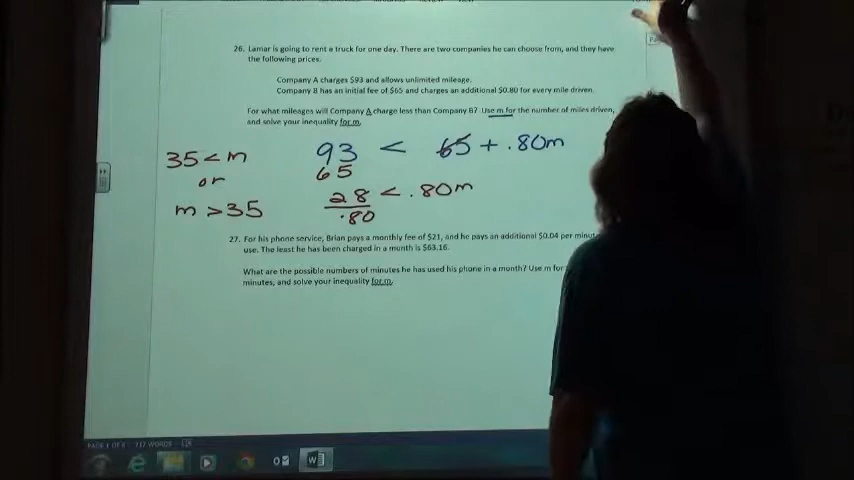 26. Lamar is going to rent a truck for one day. There are two companies he can choose from, and they have
the following prices.
Company A charges $93 and allows unlimited mileage.
Company B has an initial fee of $65 and charges an additional $0.80 for every mile driven.
For what mileages will Company A charge less than Company B? Use m for the number of miles driven,
and solve your inequality for m.
93 < 65 + .80m
65
28 < .80m
.80
35 < m
or
m > 35
27. For his phone service, Brian pays a monthly fee of $21, and he pays an additional $0.04 per minute
use. The least he has been charged in a month is $63.16.
What are the possible numbers of minutes he has used his phone in a month? Use m for
minutes, and solve your inequality for m.
PAGE 1 OF 3 717 WORDS